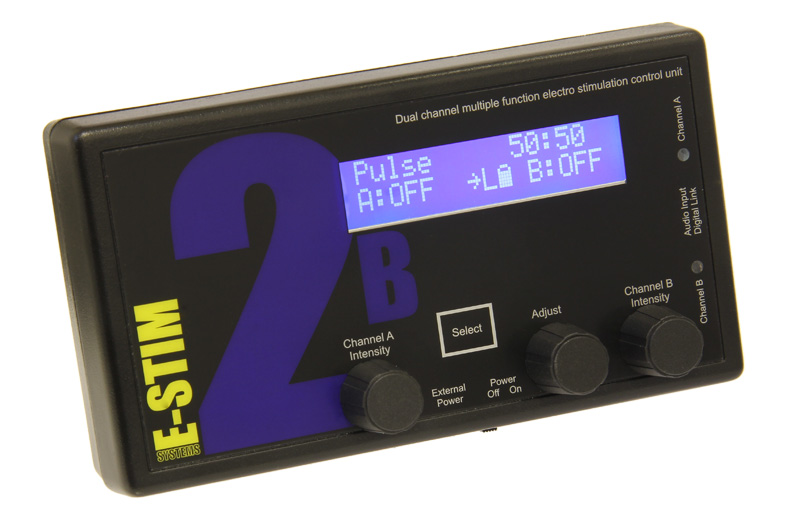 Dual channel multiple function electro stimulation control unit
2
B
Pulse 50:50
A:OFF →L B:OFF
Channel A
Audio Input
Digital Link
Channel B
E-STIM
SYSTEMS
Channel A
Intensity
Select
Adjust
Channel B
Intensity
External
Power
Power
Off On